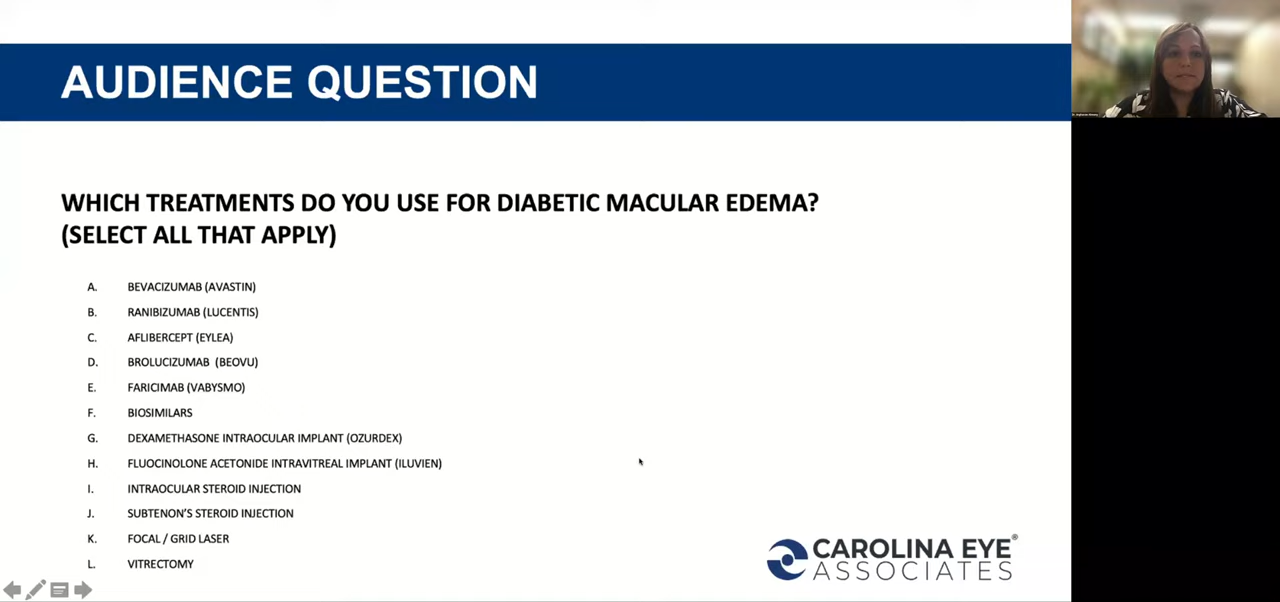 AUDIENCE QUESTION
WHICH TREATMENTS DO YOU USE FOR DIABETIC MACULAR EDEMA?
(SELECT ALL THAT APPLY)
A. BEVACIZUMAB (AVASTIN)
B. RANIBIZUMAB (LUCENTIS)
C. AFLIBERCEPT (EYLEA)
D. BROLUCIZUMAB (BEOVU)
E. FARICIMAB (VABYSMO)
F. BIOSIMILARS
G. DEXAMETHASONE INTRAOCULAR IMPLANT (OZURDEX)
H. FLUOCINOLONE ACETONIDE INTRAVITREAL IMPLANT (ILUVIEN)
I. INTRAOCULAR STEROID INJECTION
J. SUBTENON'S STEROID INJECTION
K. FOCAL / GRID LASER
L. VITRECTOMY
CAROLINA EYE®
ASSOCIATES